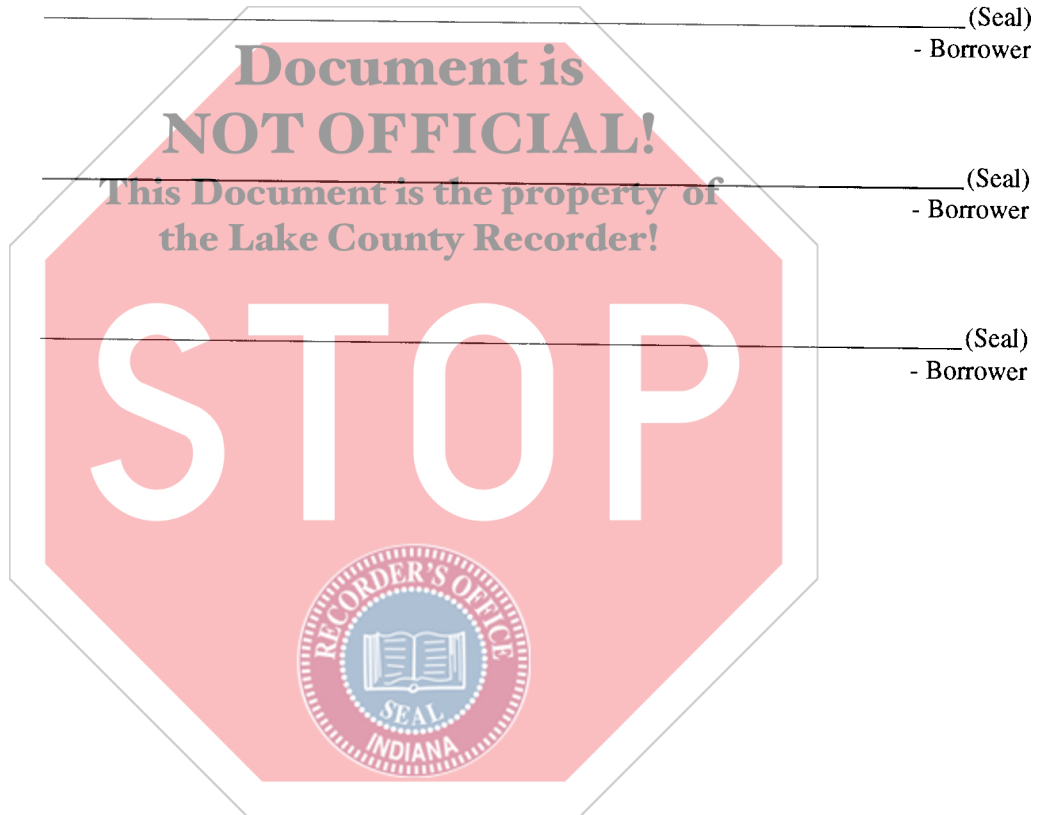 (Seal)
- Borrower
Document is
NOT OFFICIAL!
This Document is the property of
the Lake County Recorder!
(Seal)
- Borrower
STOP
(Seal)
- Borrower
RECORDER'S OFFICE
SEAL
INDIANA